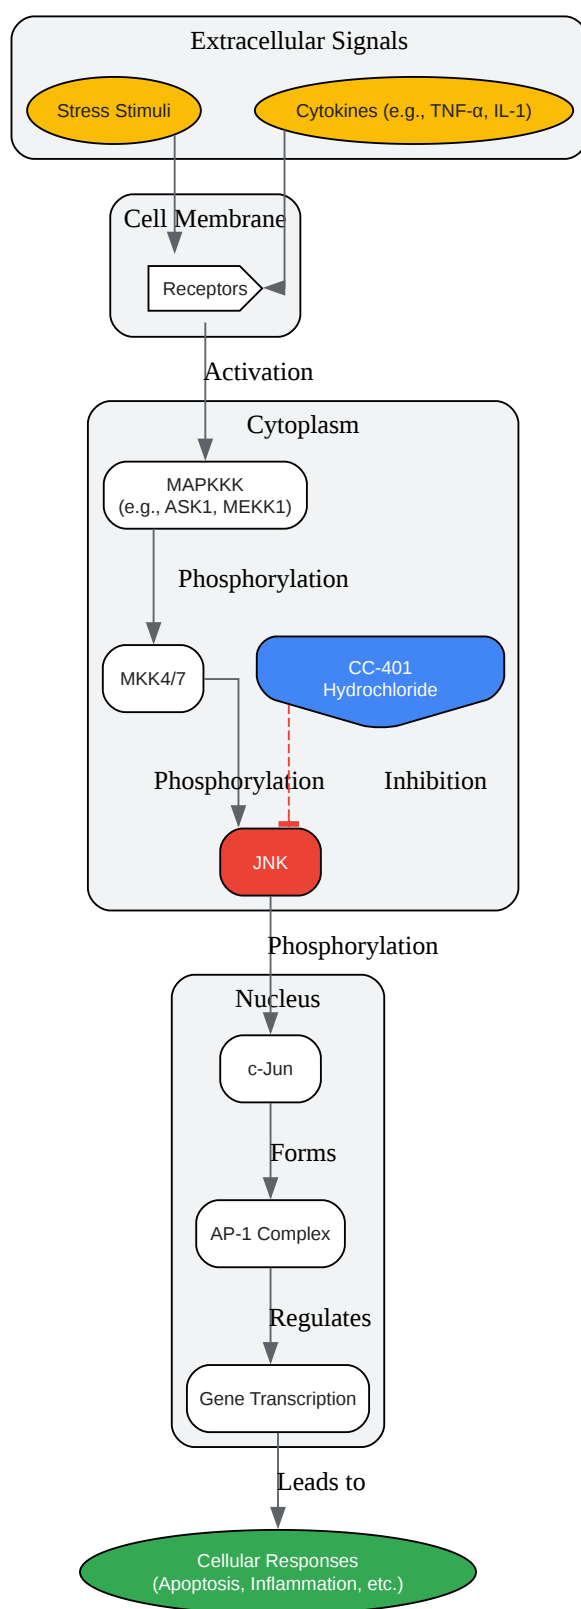 Extracellular Signals
Stress Stimuli
Cytokines (e.g., TNF-α, IL-1)
Cell Membrane
Receptors
Activation
Cytoplasm
MAPKKK
(e.g., ASK1, MEKK1)
Phosphorylation
MKK4/7
CC-401
Hydrochloride
Phosphorylation
Inhibition
JNK
Phosphorylation
Nucleus
c-Jun
Forms
AP-1 Complex
Regulates
Gene Transcription
Leads to
Cellular Responses
(Apoptosis, Inflammation, etc.)